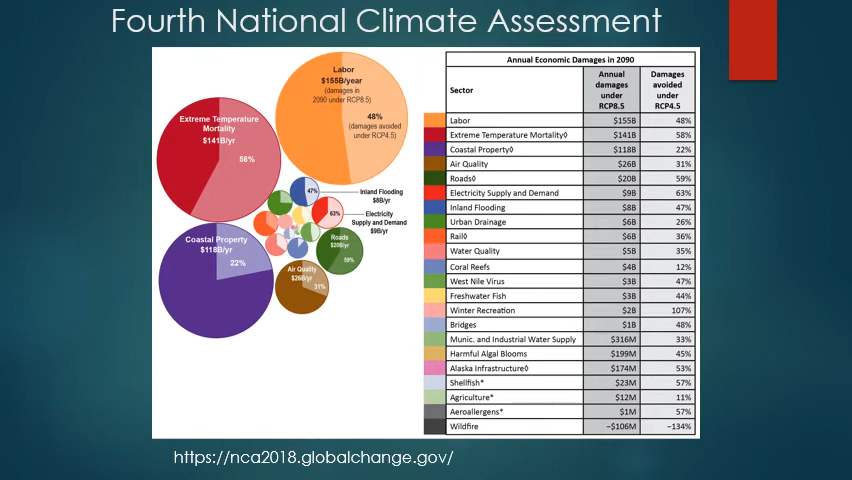 Fourth National Climate Assessment
Labor
$155B/year
(damages in
2090 under RCP8.5)
48%
(damages avoided
under RCP4.5)
Extreme Temperature
Mortality
$141B/yr
58%
47%
Inland Flooding
$8B/yr
63%
Electricity
Supply and Demand
$9B/yr
Coastal Property
$118B/yr
22%
Roads
$20B/yr
59%
Air Quality
$26B/yr
31%
Annual Economic Damages in 2090
Sector
Annual
damages
under
RCP8.5
Damages
avoided
under
RCP4.5
Labor $155B 48%
Extreme Temperature Mortality◊ $141B 58%
Coastal Property◊ $118B 22%
Air Quality $26B 31%
Roads◊ $20B 59%
Electricity Supply and Demand $9B 63%
Inland Flooding $8B 47%
Urban Drainage $6B 26%
Rail◊ $6B 36%
Water Quality $5B 35%
Coral Reefs $4B 12%
West Nile Virus $3B 47%
Freshwater Fish $3B 44%
Winter Recreation $2B 107%
Bridges $1B 48%
Munic. and Industrial Water Supply $316M 33%
Harmful Algal Blooms $199M 45%
Alaska Infrastructure◊ $174M 53%
Shellfish* $23M 57%
Agriculture* $12M 11%
Aeroallergens* $1M 57%
Wildfire −$106M −134%
https://nca2018.globalchange.gov/